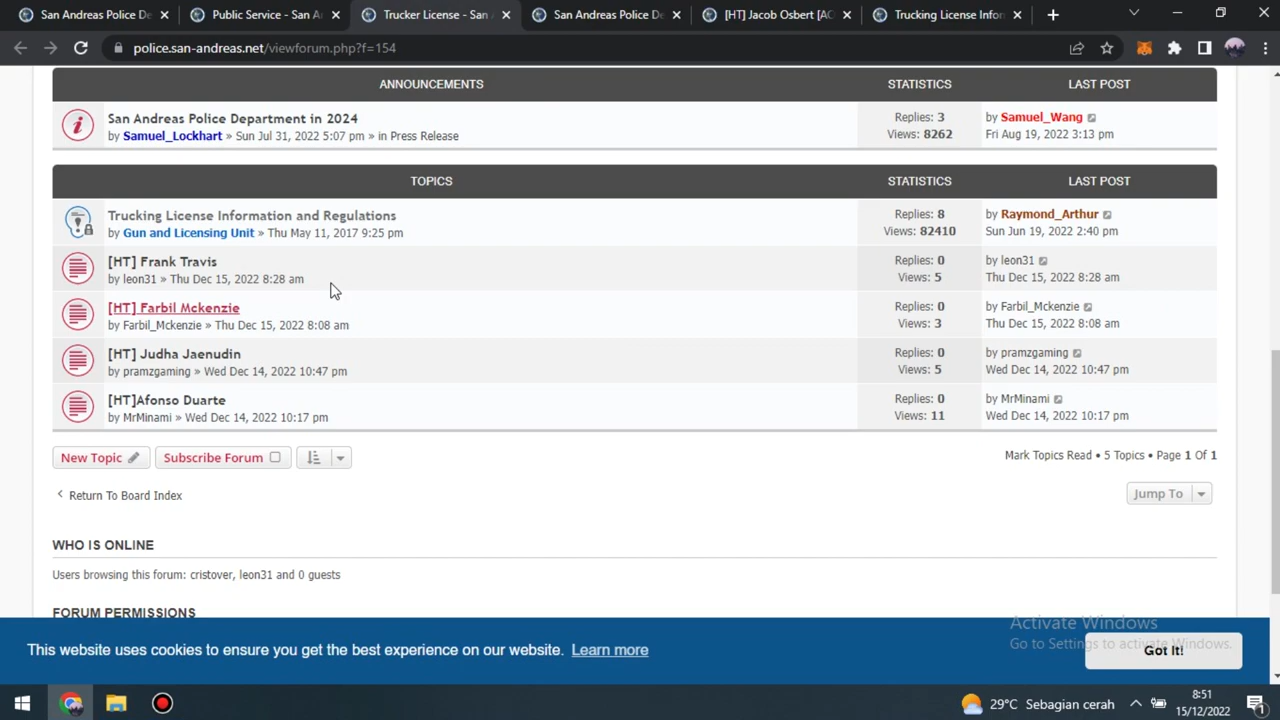 San Andreas Police De
Public Service - San A
Trucker License - San
San Andreas Police De
[HT] Jacob Osbert [AC
Trucking License Infor
police.san-andreas.net/viewforum.php?f=154
ANNOUNCEMENTS STATISTICS LAST POST
San Andreas Police Department in 2024
by Samuel_Lockhart » Sun Jul 31, 2022 5:07 pm » in Press Release
Replies: 3
Views: 8262
by Samuel_Wang
Fri Aug 19, 2022 3:13 pm
TOPICS STATISTICS LAST POST
Trucking License Information and Regulations
by Gun and Licensing Unit » Thu May 11, 2017 9:25 pm
Replies: 8
Views: 82410
by Raymond_Arthur
Sun Jun 19, 2022 2:40 pm
[HT] Frank Travis
by leon31 » Thu Dec 15, 2022 8:28 am
Replies: 0
Views: 5
by leon31
Thu Dec 15, 2022 8:28 am
[HT] Farbil Mckenzie
by Farbil_Mckenzie » Thu Dec 15, 2022 8:08 am
Replies: 0
Views: 3
by Farbil_Mckenzie
Thu Dec 15, 2022 8:08 am
[HT] Judha Jaenudin
by pramzgaming » Wed Dec 14, 2022 10:47 pm
Replies: 0
Views: 5
by pramzgaming
Wed Dec 14, 2022 10:47 pm
[HT]Afonso Duarte
by MrMinami » Wed Dec 14, 2022 10:17 pm
Replies: 0
Views: 11
by MrMinami
Wed Dec 14, 2022 10:17 pm
New Topic
Subscribe Forum
Mark Topics Read • 5 Topics • Page 1 Of 1
Return To Board Index
Jump To
WHO IS ONLINE
Users browsing this forum: cristover, leon31 and 0 guests
FORUM PERMISSIONS
Activate Windows
Go to Settings to activate Windows.
This website uses cookies to ensure you get the best experience on our website. Learn more
Got It!
29°C Sebagian cerah
8:51
15/12/2022
1